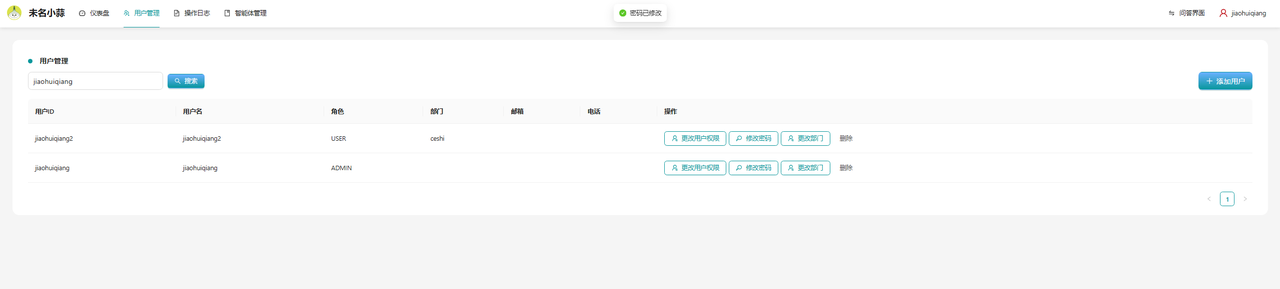 未名小蒜 仪表盘 用户管理 操作日志 智能体管理 密码已修改 问答界面 jiaohuiqiang
用户管理
jiaohuiqiang 搜索 添加用户
用户ID 用户名 角色 部门 邮箱 电话 操作
jiaohuiqiang2 jiaohuiqiang2 USER ceshi 更改用户权限 修改密码 更改部门 删除
jiaohuiqiang jiaohuiqiang ADMIN 更改用户权限 修改密码 更改部门 删除
1